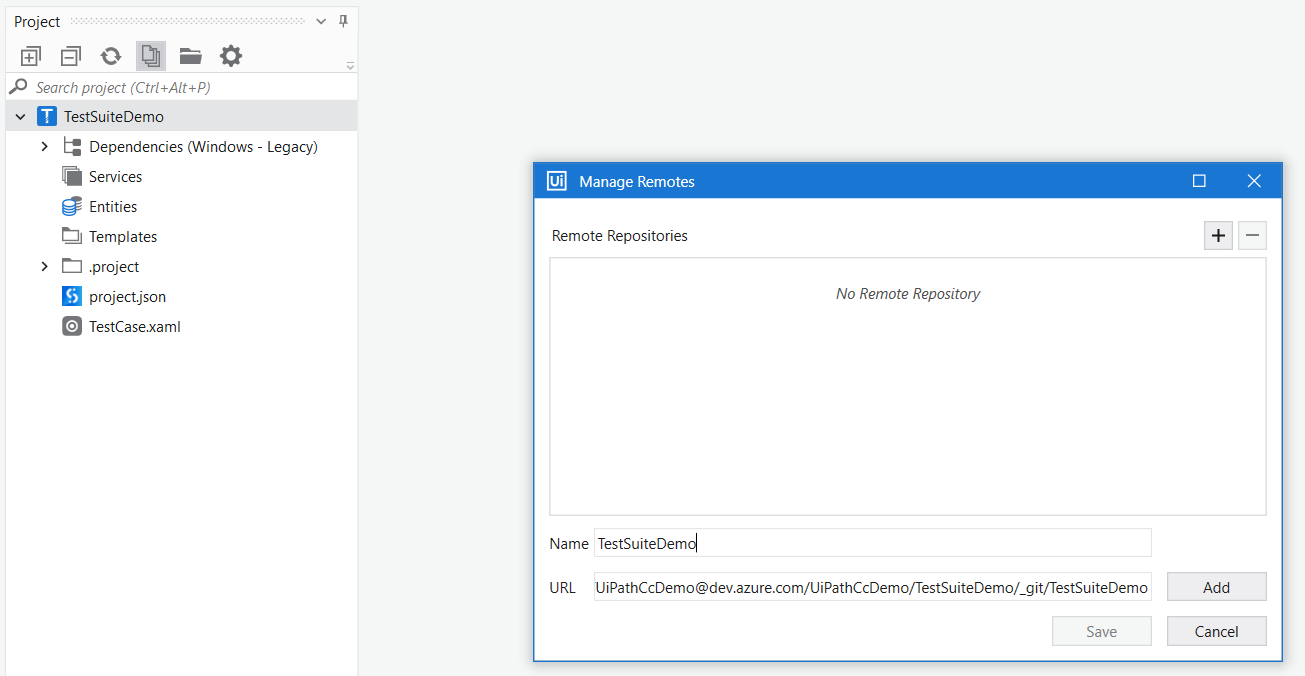 Project
Search project (Ctrl+Alt+P)
T TestSuiteDemo
Dependencies (Windows - Legacy)
Services
Entities
Templates
.project
project.json
TestCase.xaml
Ui Manage Remotes
Remote Repositories
No Remote Repository
Name TestSuiteDemo
URL UiPathCcDemo@dev.azure.com/UiPathCcDemo/TestSuiteDemo/_git/TestSuiteDemo Add
Save Cancel